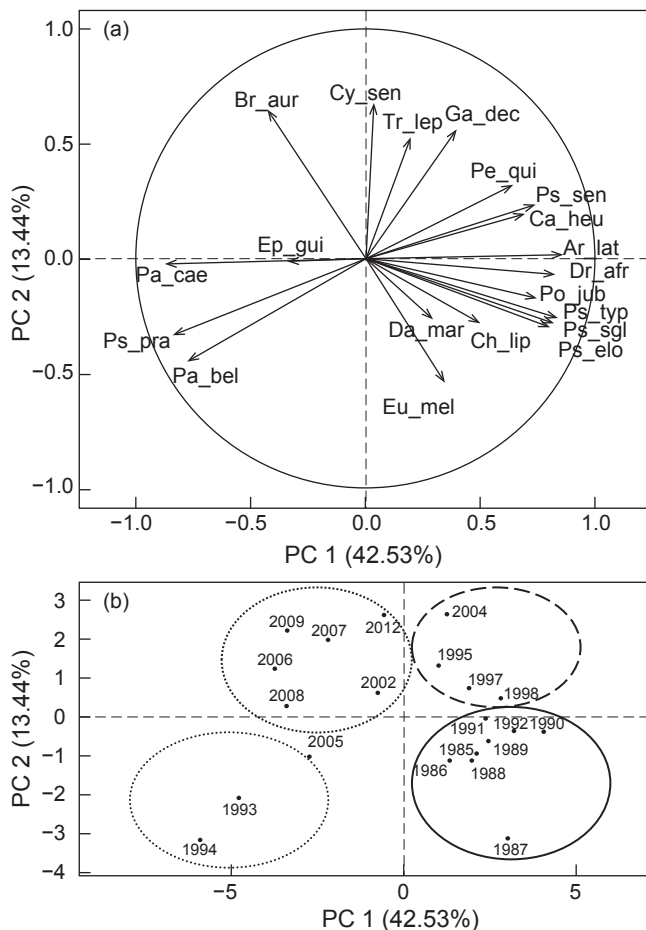 (a)
1.0
0.5
0.0
−0.5
−1.0
PC 2 (13.44%)
Br_aur
Cy_sen
Tr_lep
Ga_dec
Pe_qui
Ps_sen
Ca_heu
Ar_lat
Ep_gui
Pa_cae
Dr_afr
Po_jub
Ps_typ
Ps_sgl
Ps_elo
Da_mar
Ch_lip
Ps_pra
Pa_bel
Eu_mel
−1.0 −0.5 0.0 0.5 1.0
PC 1 (42.53%)
(b)
3
2
1
0
−1
−2
−3
−4
PC 2 (13.44%)
2009
2007
2012
2004
2006
1995
2002
1997
2008
1998
1991
1992
1990
2005
1985
1989
1986
1988
1993
1994
1987
−5 0 5
PC 1 (42.53%)